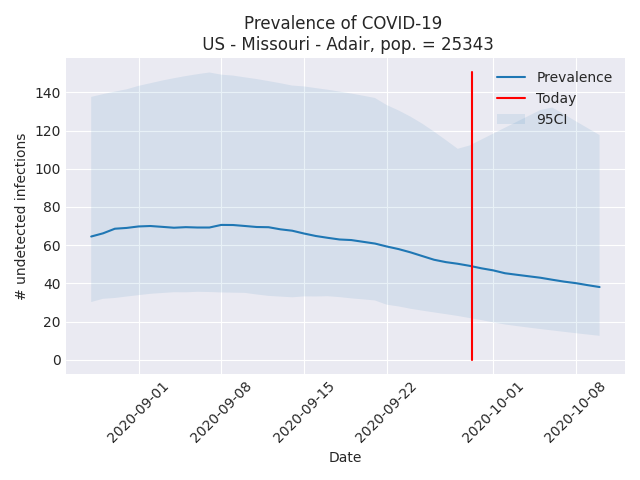 Prevalence of COVID-19
US - Missouri - Adair, pop. = 25343
Prevalence
Today
95CI
# undetected infections
140
120
100
80
60
40
20
0
2020-09-01
2020-09-08
2020-09-15
2020-09-22
2020-10-01
2020-10-08
Date